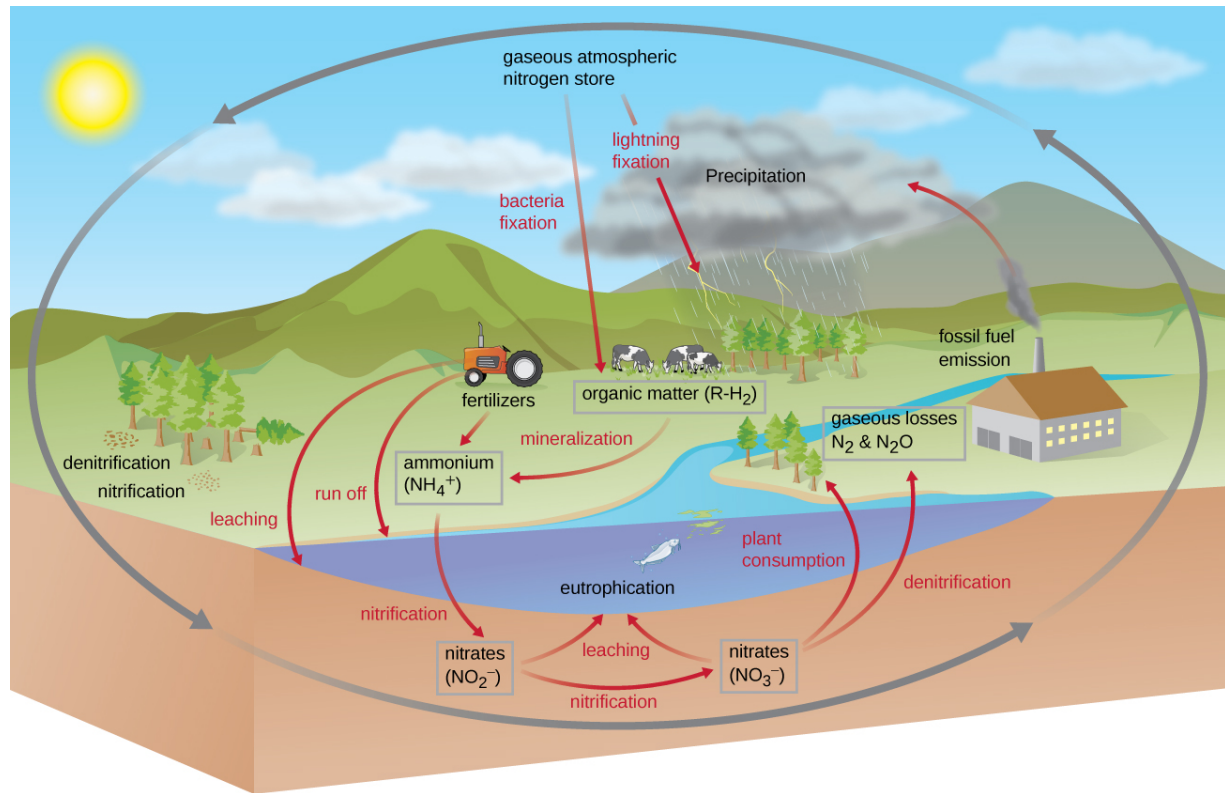 gaseous atmospheric
nitrogen store
lightning
fixation
Precipitation
bacteria
fixation
fossil fuel
emission
fertilizers
organic matter (R-H₂)
gaseous losses
N₂ & N₂O
mineralization
denitrification
nitrification
ammonium
(NH₄⁺)
run off
leaching
plant
consumption
denitrification
eutrophication
nitrification
nitrates
(NO₂⁻)
leaching
nitrates
(NO₃⁻)
nitrification